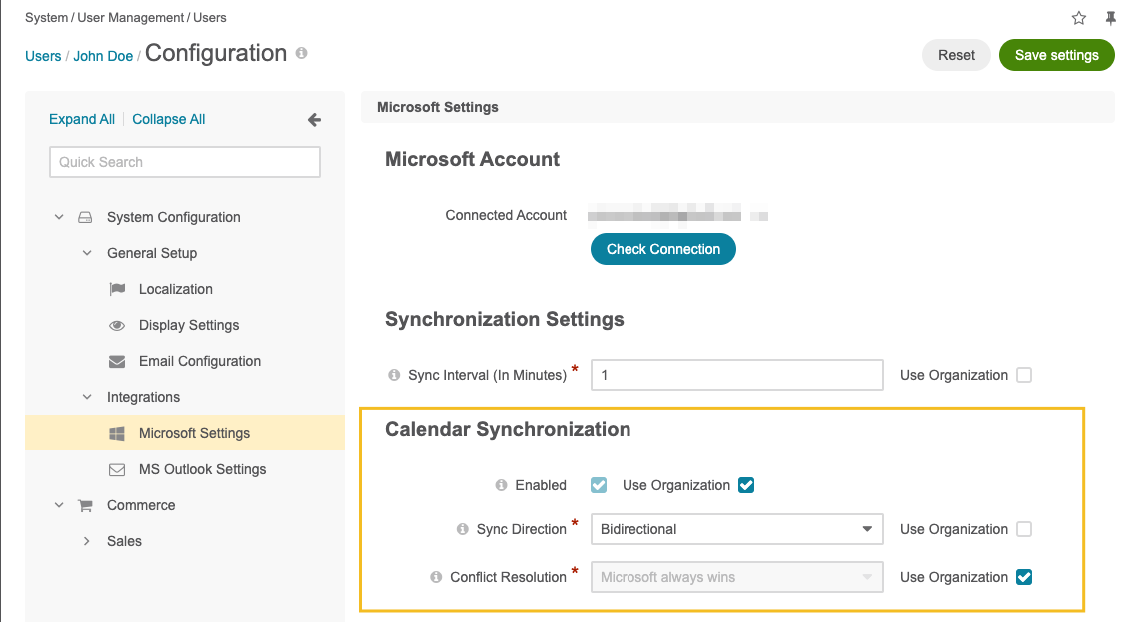 System / User Management / Users
Users / John Doe / Configuration
Reset
Save settings
Expand All | Collapse All
Quick Search
System Configuration
General Setup
Localization
Display Settings
Email Configuration
Integrations
Microsoft Settings
MS Outlook Settings
Commerce
Sales
Microsoft Settings
Microsoft Account
Connected Account
Check Connection
Synchronization Settings
Sync Interval (In Minutes) * 1 Use Organization
Calendar Synchronization
Enabled Use Organization
Sync Direction * Bidirectional Use Organization
Conflict Resolution * Microsoft always wins Use Organization